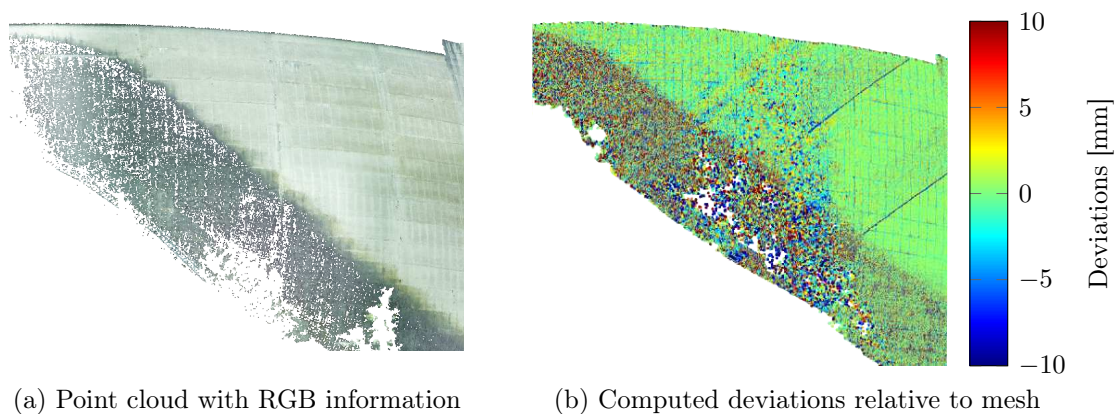 10
5
0
−5
−10
Deviations [mm]
(a) Point cloud with RGB information
(b) Computed deviations relative to mesh